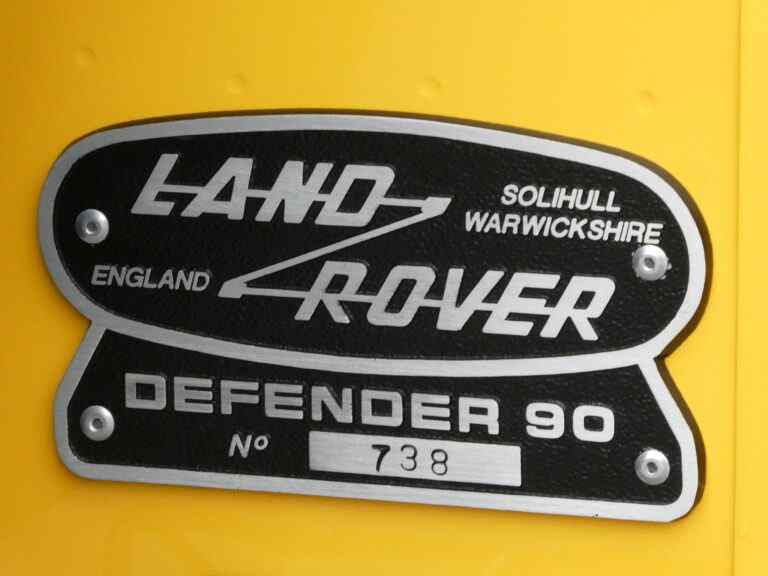 LAND
ROVER
SOLIHULL
WARWICKSHIRE
ENGLAND
DEFENDER 90
Nº 738